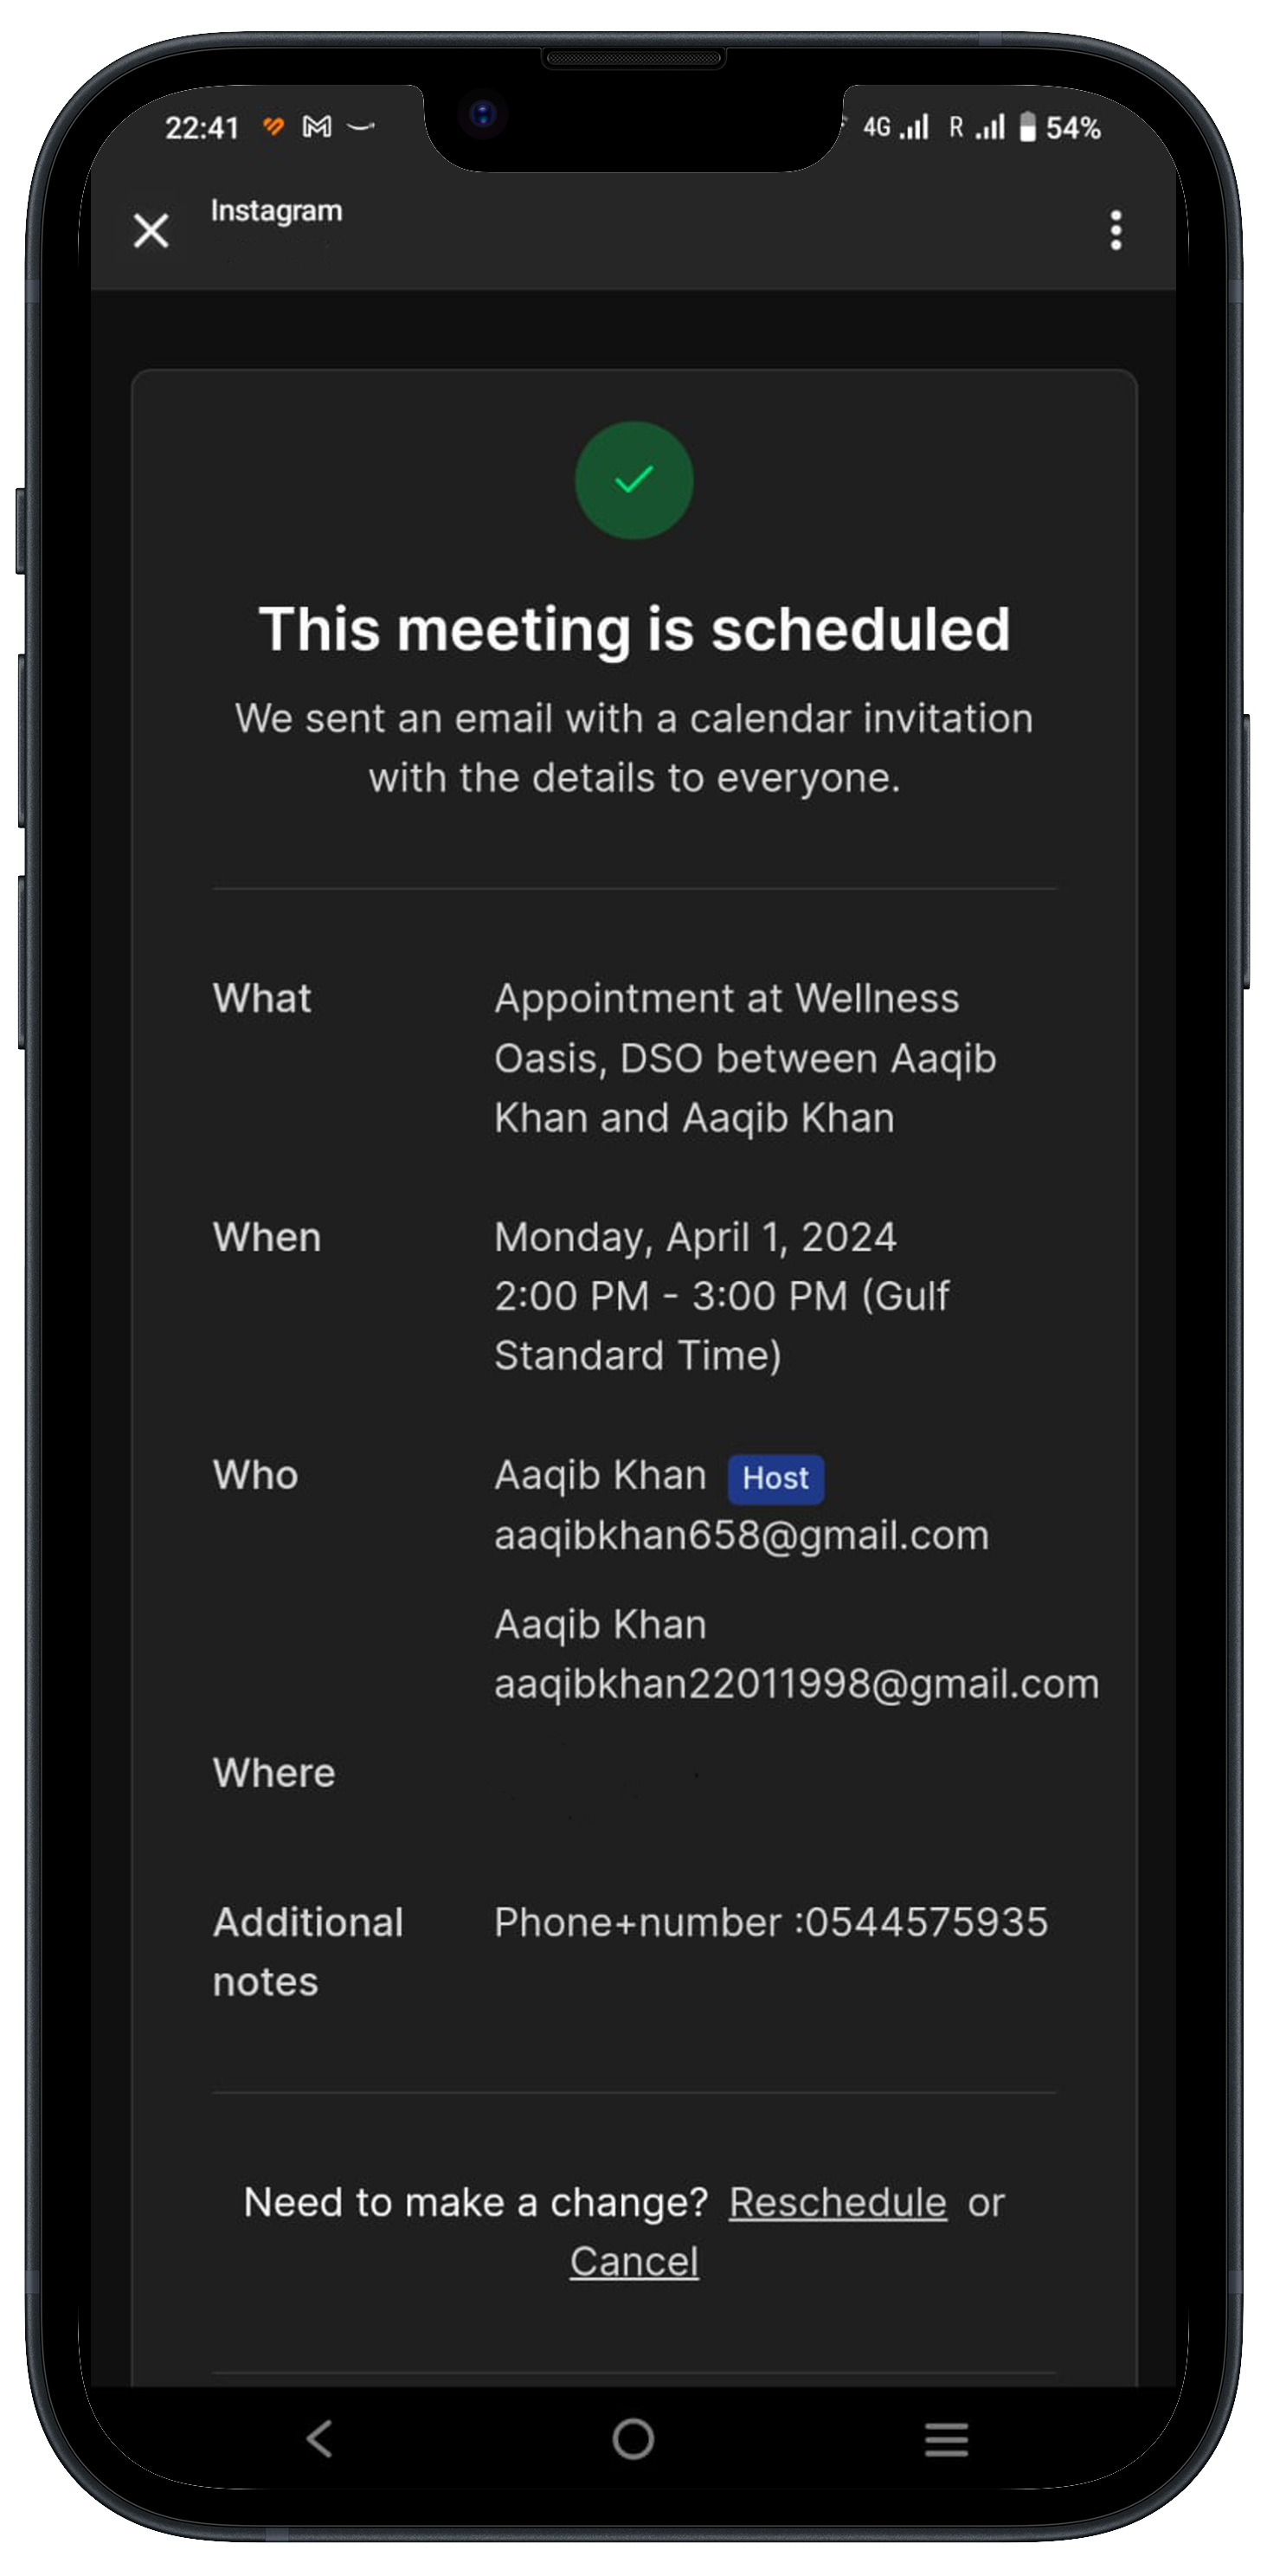 22:41
4G R 54%
Instagram
This meeting is scheduled
We sent an email with a calendar invitation
with the details to everyone.
What
Appointment at Wellness
Oasis, DSO between Aaqib
Khan and Aaqib Khan
When
Monday, April 1, 2024
2:00 PM - 3:00 PM (Gulf
Standard Time)
Who
Aaqib Khan Host
aaqibkhan658@gmail.com
Aaqib Khan
aaqibkhan22011998@gmail.com
Where
Additional
notes
Phone+number :0544575935
Need to make a change? Reschedule or
Cancel